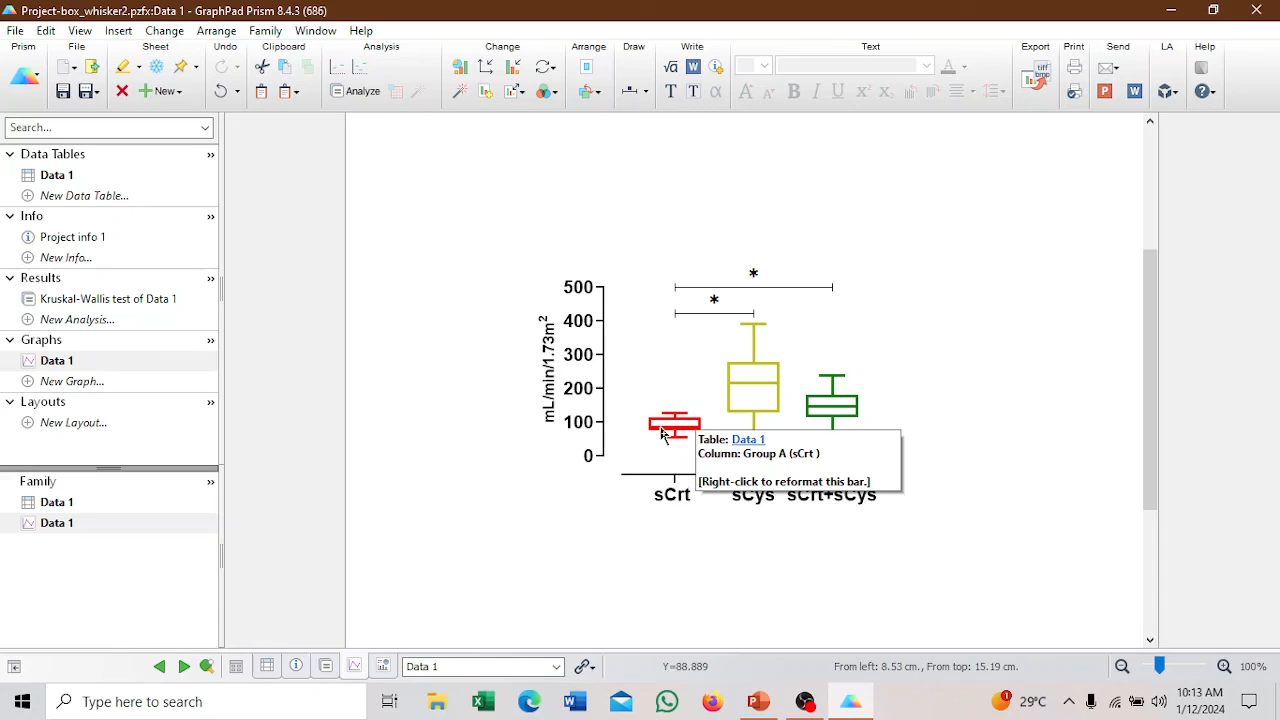 Project-box_whisker2.pzfx:Data 1 - GraphPad Prism 8.4.3 (686)
File Edit View Insert Change Arrange Family Window Help
Prism File Sheet Undo Clipboard Analysis Change Arrange Draw Write Text Export Print Send LA Help
tiff
bmp
New Analyze
Search...
Data Tables
Data 1
New Data Table...
Info
Project info 1
New Info...
Results
Kruskal-Wallis test of Data 1
New Analysis...
Graphs
Data 1
New Graph...
Layouts
New Layout...
Family
Data 1
Data 1
*
*
500
400
300
200
100
0
mL/min/1.73m²
Table: Data 1
Column: Group A (sCrt )
[Right-click to reformat this bar.]
sCrt sCys sCrt+sCys
Data 1
Y=88.889
From left: 8.53 cm., From top: 15.19 cm.
100%
Type here to search
29°C
10:13 AM
1/12/2024